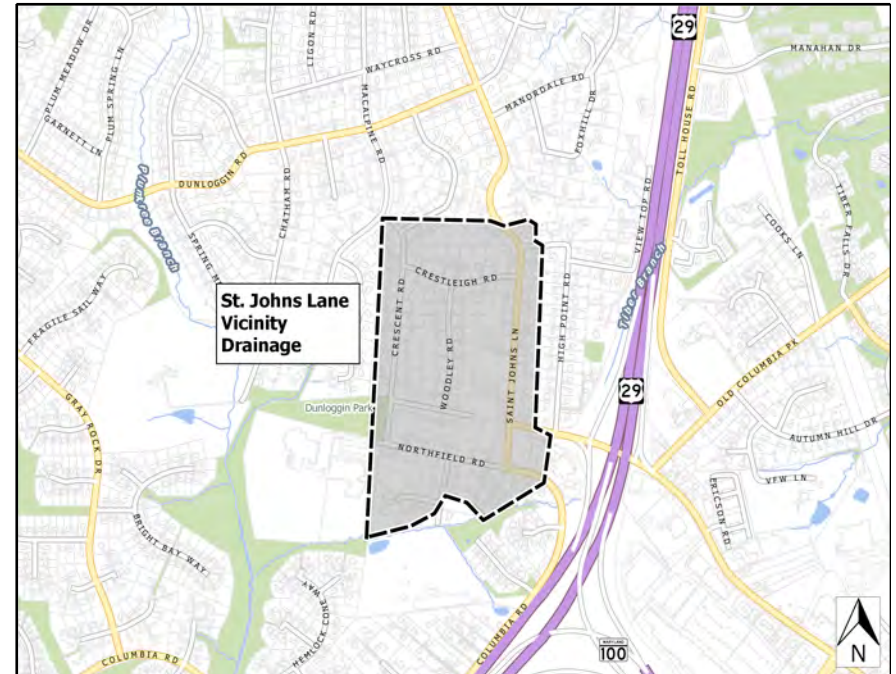 29
MANAHAN DR
LIGON RD
PLUM MEADOW DR
PLUM SPRING LN
GARNETT LN
WAYCROSS RD
MACALPINE RD
MANORDALE RD
FOXHILL DR
TOLL HOUSE RD
DUNLOGGIN RD
Plumtree Branch
CHATHAM RD
VIEW TOP RD
TIBER FALLS DR
COOKS LN
SPRING M
Tiber Branch
CRESTLEIGH RD
FRAGILE SAIL WAY
St. Johns Lane
Vicinity
Drainage
CRESCENT RD
WOODLEY RD
SAINT JOHNS LN
HIGH POINT RD
29
OLD COLUMBIA PK
Dunloggin Park
GRAY ROCK DR
AUTUMN HILL DR
NORTHFIELD RD
VFW LN
ERICSON RD
BRIGHT BAY WAY
HEMLOCK CONE WAY
COLUMBIA RD
COLUMBIA RD
MARYLAND
100
N